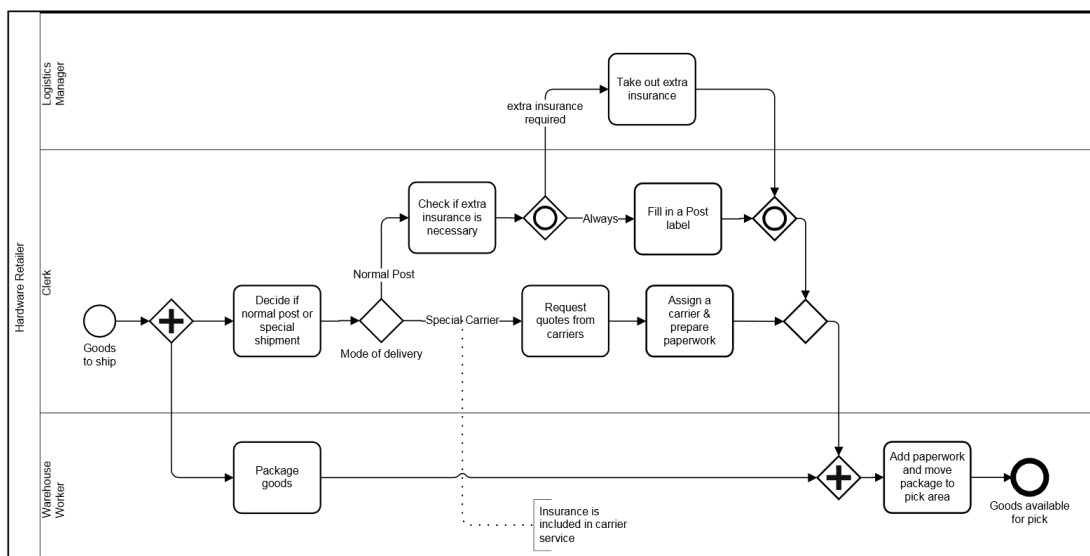 Hardware Retailer
Logistics
Manager
Take out extra
insurance
extra insurance
required
Clerk
Check if extra
insurance is
necessary
Always
Fill in a Post
label
Normal Post
Goods
to ship
Decide if
normal post or
special
shipment
Mode of delivery
Special Carrier
Request
quotes from
carriers
Assign a
carrier &
prepare
paperwork
Warehouse
Worker
Package
goods
Insurance is
included in carrier
service
Add paperwork
and move
package to
pick area
Goods available
for pick